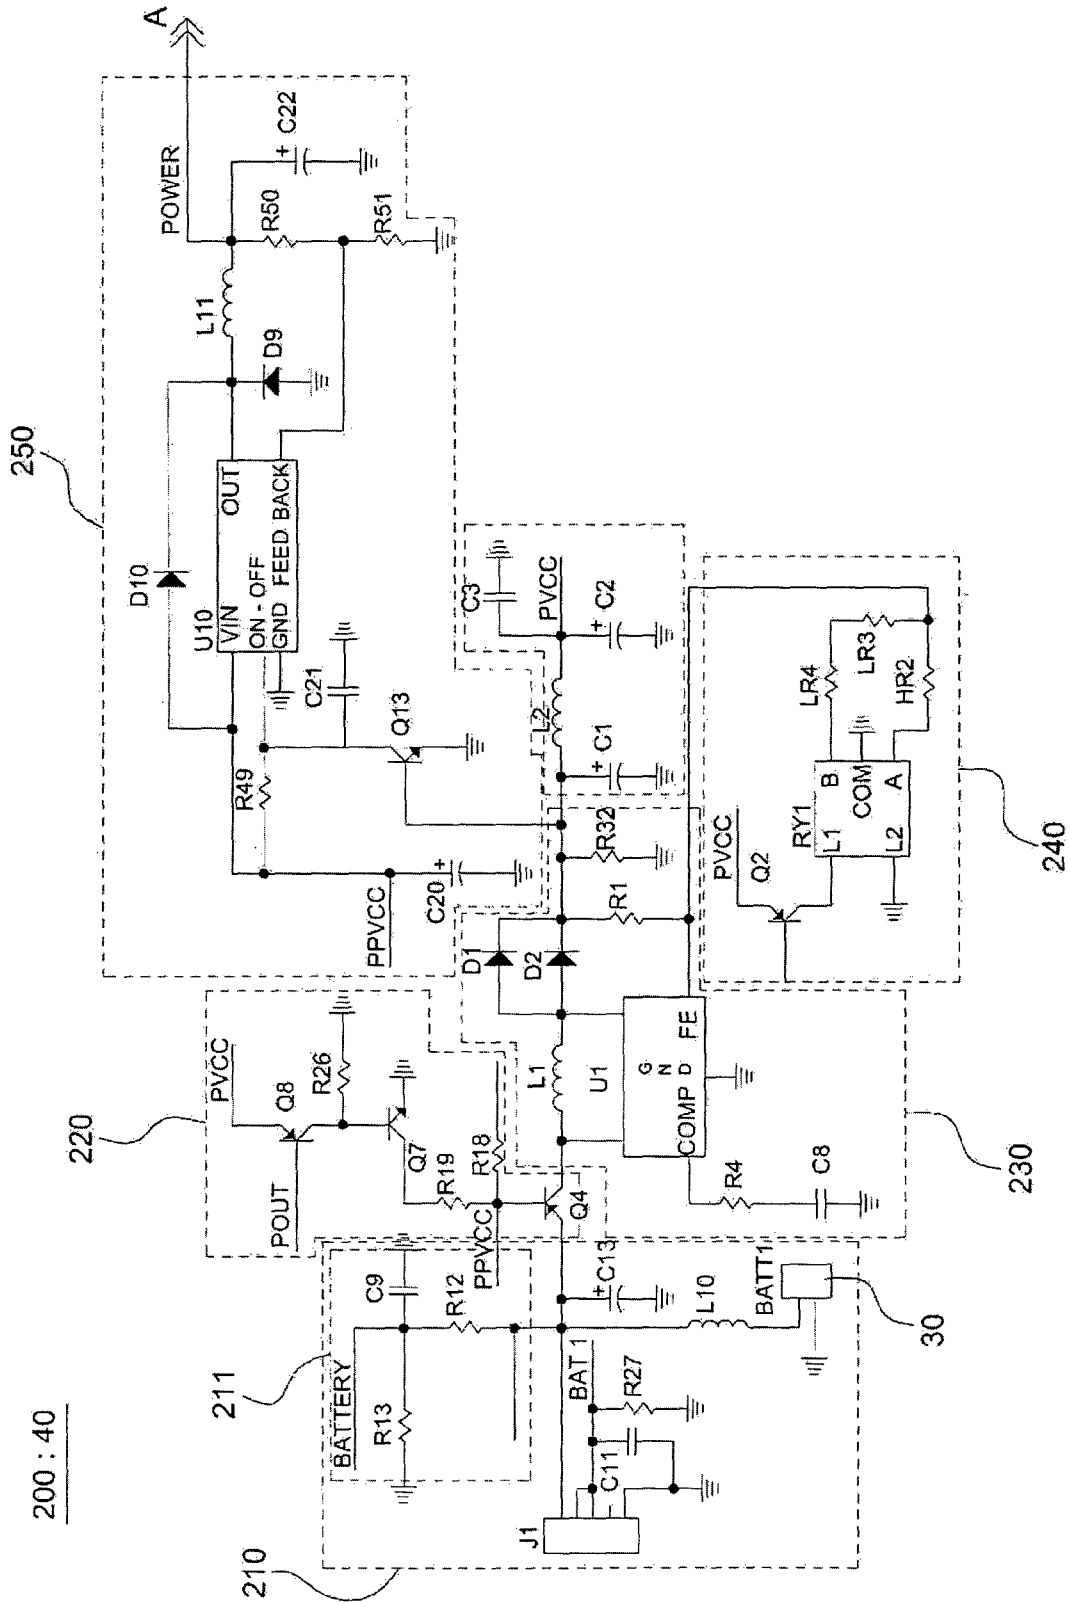 200 : 40
A
250
POWER
C22
R50
R51
L11
D9
D10
U10
VIN
OUT
ON - OFF
GND FEED BACK
C21
Q13
R49
C20
PPVCC
220
PVCC
Q8
R26
POUT
Q7
R19
R18
PPVCC
Q4
D1
D2
L1
U1
GND
COMP
FE
R1
R32
L2
C1
C2
C3
PVCC
R4
C8
230
PVCC
Q2
RY1
L1
L2
B
COM
A
LR4
LR3
HR2
240
211
BATTERY
R13
C9
R12
C13
L10
BATT1
30
BAT 1
R27
C11
J1
210